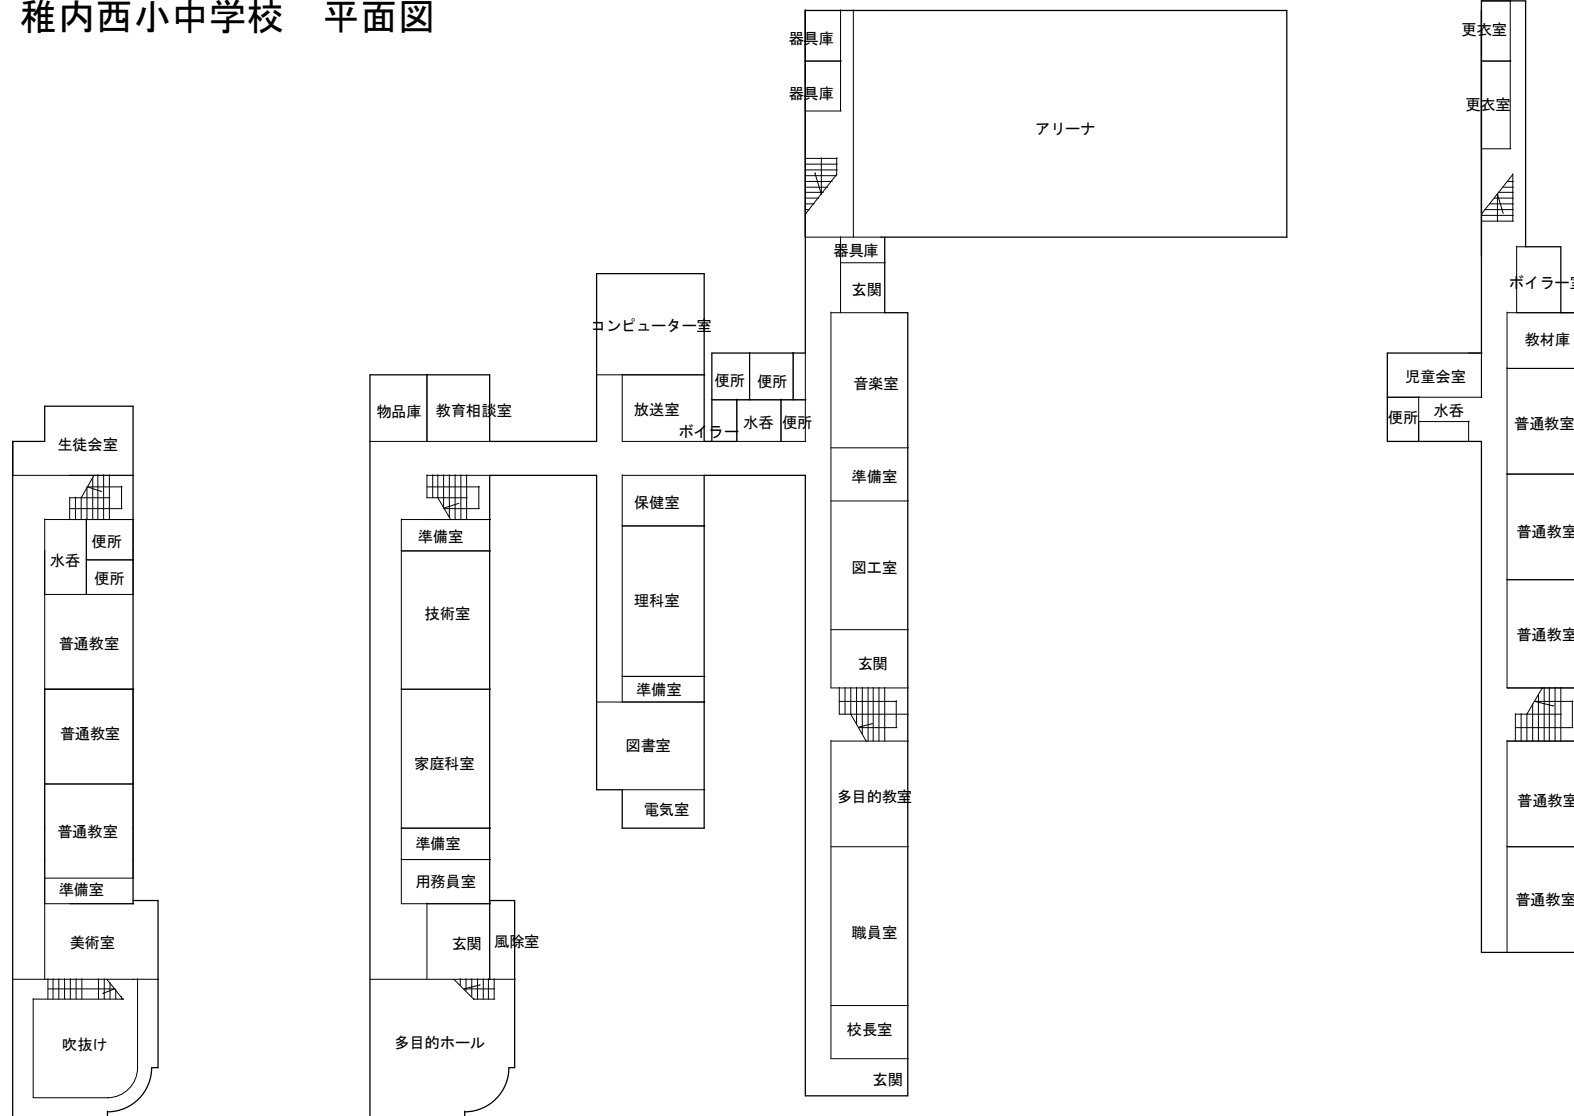 稚内西小中学校　平面図
生徒会室
水呑
便所
便所
普通教室
普通教室
普通教室
準備室
美術室
吹抜け
物品庫
教育相談室
準備室
技術室
家庭科室
準備室
用務員室
玄関
風除室
多目的ホール
コンピューター室
放送室
保健室
理科室
準備室
図書室
電気室
便所
便所
ボイラー
水呑
便所
器具庫
器具庫
アリーナ
器具庫
玄関
音楽室
準備室
図工室
玄関
多目的教室
職員室
校長室
玄関
更衣室
更衣室
ボイラー室
教材庫
児童会室
便所
水呑
普通教室
普通教室
普通教室
普通教室
普通教室